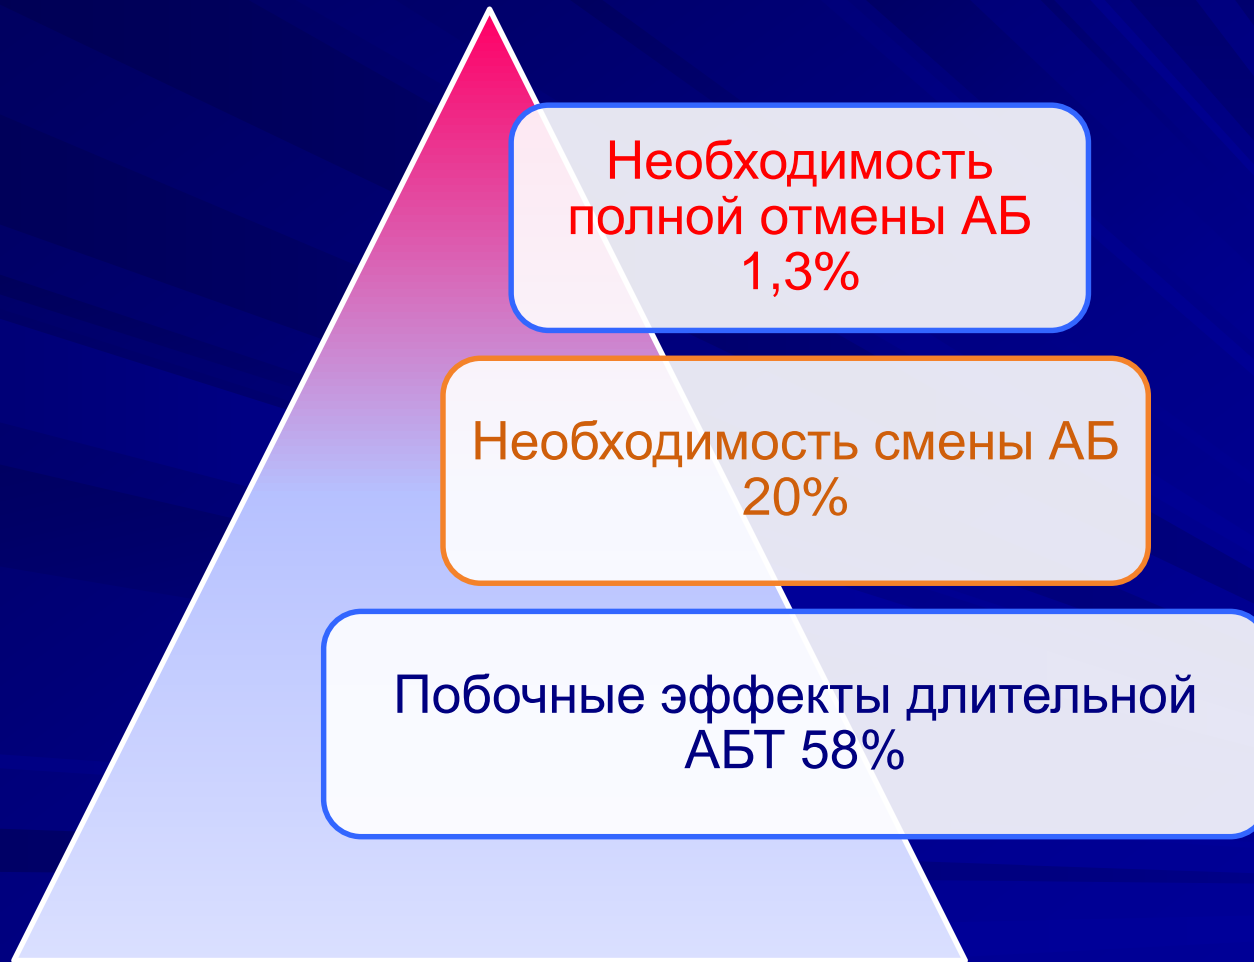 Необходимость
полной отмены АБ
1,3%
Необходимость смены АБ
20%
Побочные эффекты длительной
АБТ 58%